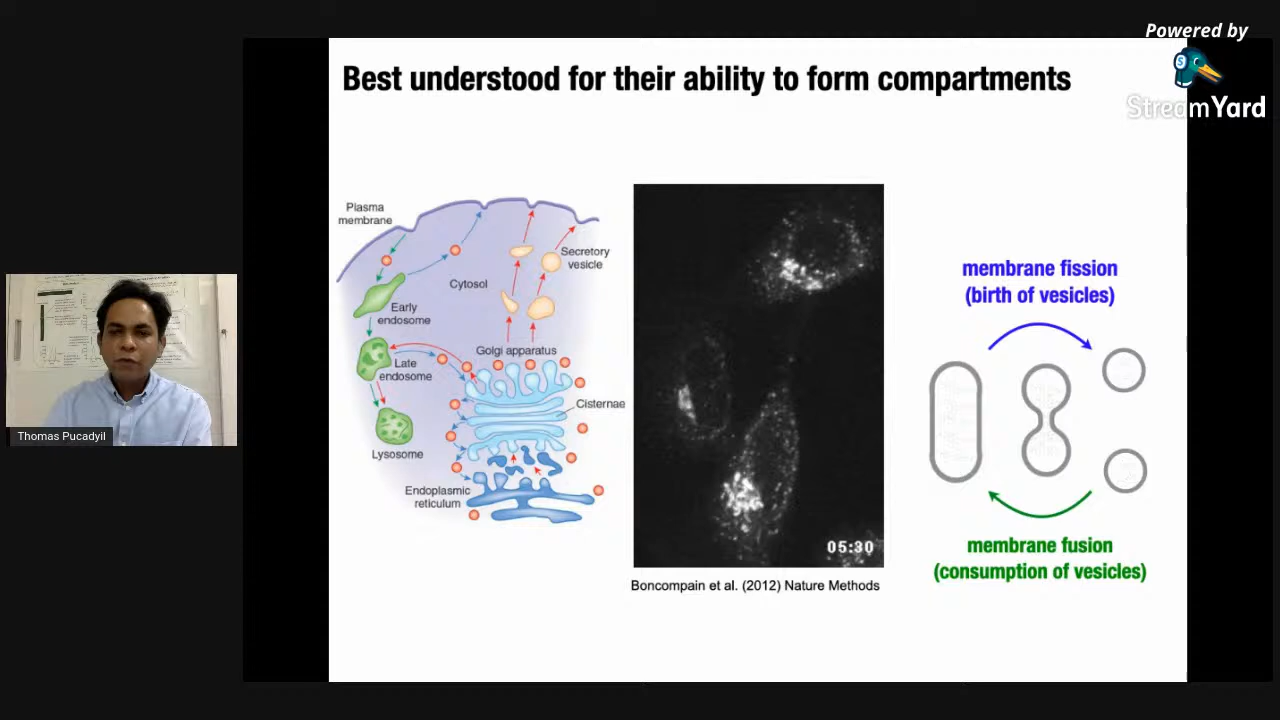 Powered by
StreamYard
Best understood for their ability to form compartments
Plasma
membrane
Secretory
vesicle
Cytosol
Early
endosome
Golgi apparatus
Late
endosome
Cisternae
Lysosome
Endoplasmic
reticulum
05:30
Boncompain et al. (2012) Nature Methods
membrane fission
(birth of vesicles)
membrane fusion
(consumption of vesicles)
Thomas Pucadyil